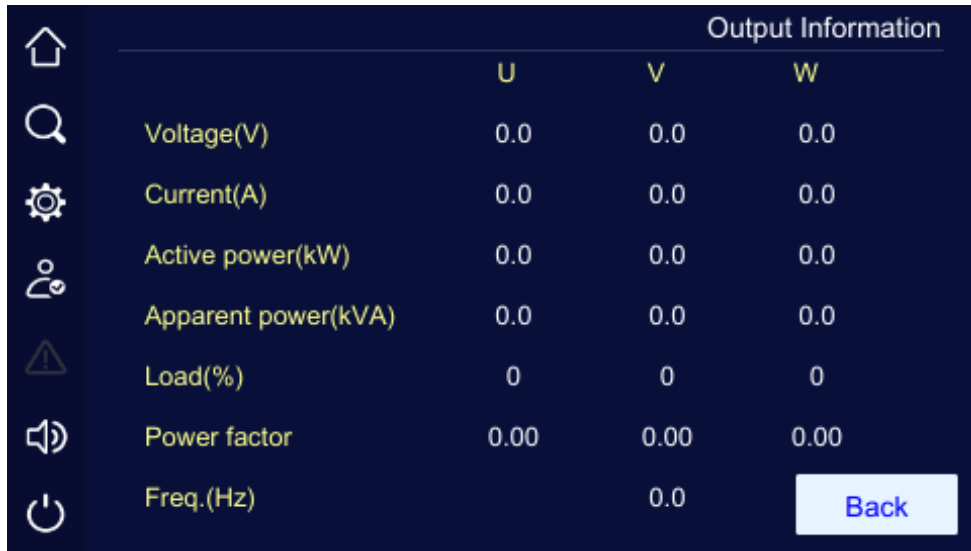 Output Information
U V W
Voltage(V) 0.0 0.0 0.0
Current(A) 0.0 0.0 0.0
Active power(kW) 0.0 0.0 0.0
Apparent power(kVA) 0.0 0.0 0.0
Load(%) 0 0 0
Power factor 0.00 0.00 0.00
Freq.(Hz) 0.0
Back